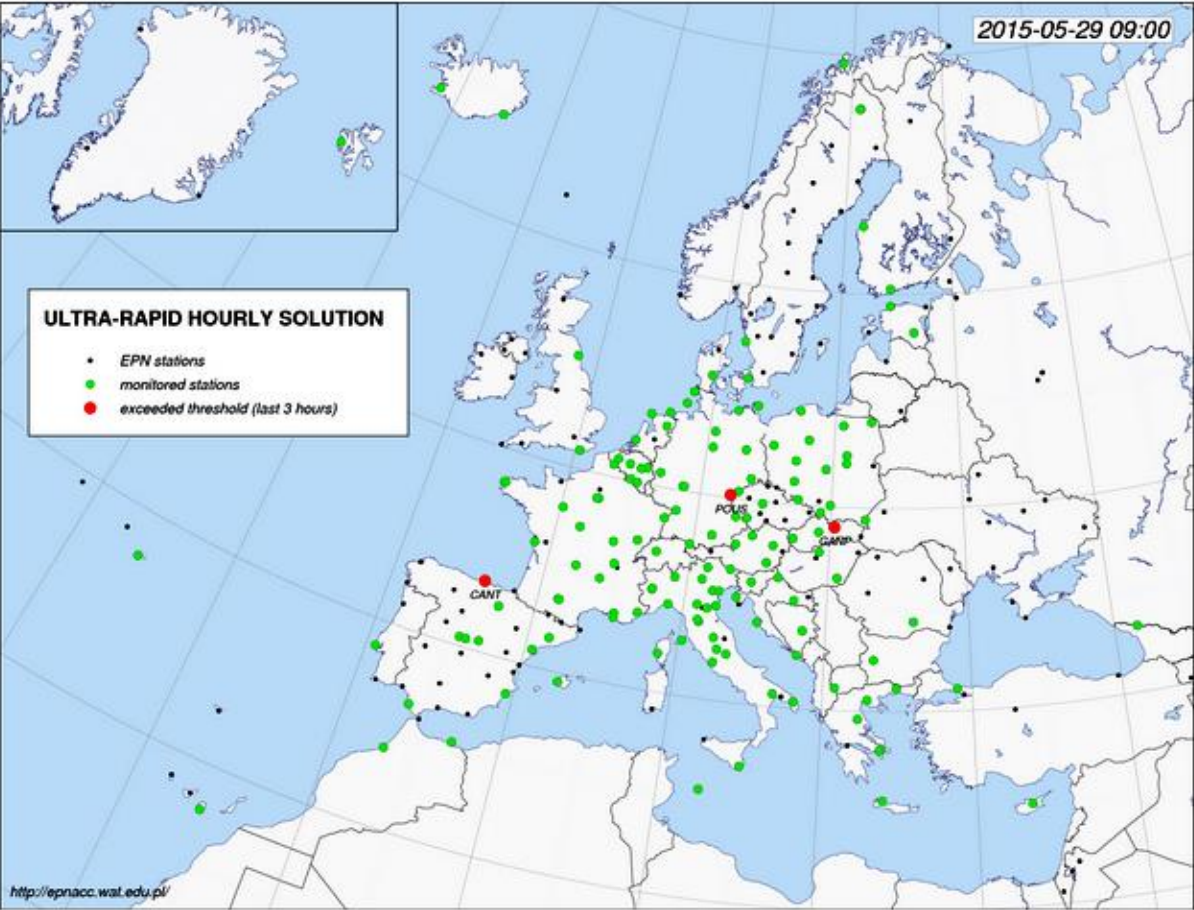 2015-05-29 09:00
ULTRA-RAPID HOURLY SOLUTION
EPN stations
monitored stations
exceeded threshold (last 3 hours)
POUS
GANP
CANT
http://epnacc.wat.edu.pl/